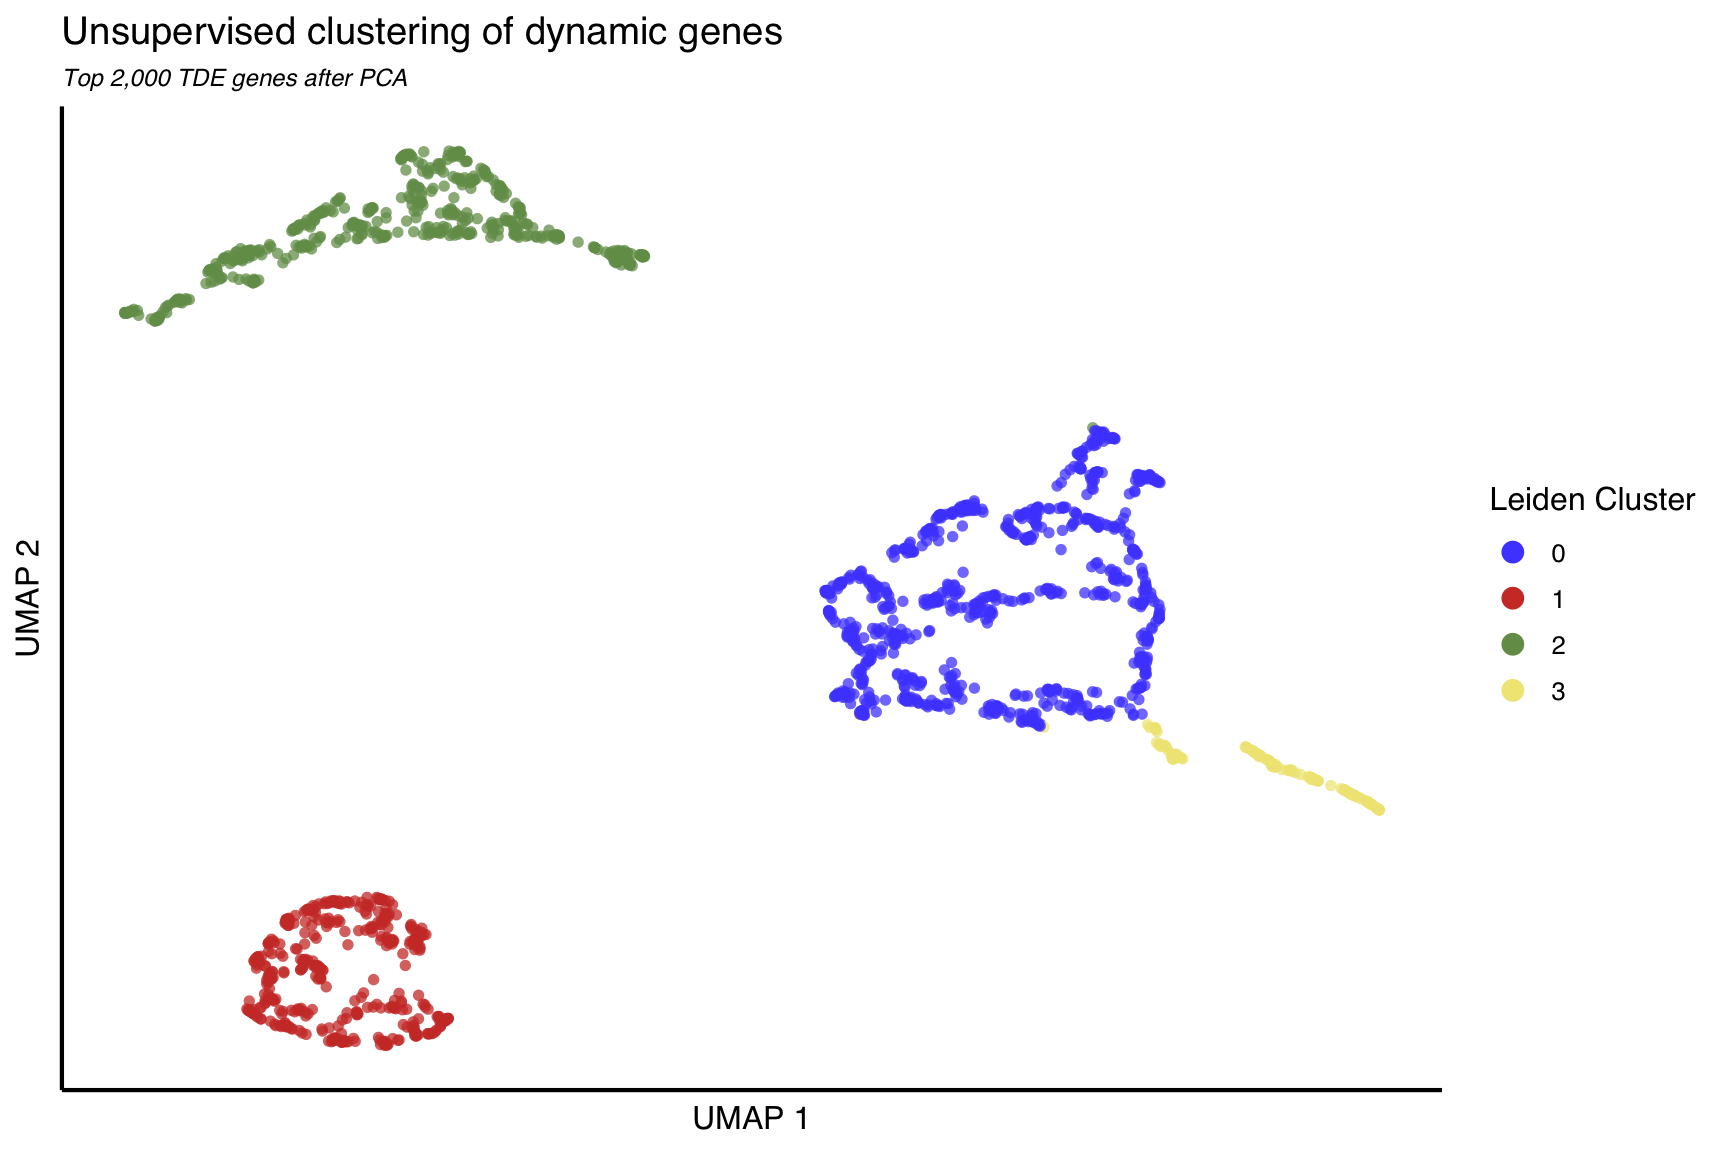 Unsupervised clustering of dynamic genes
Top 2,000 TDE genes after PCA
UMAP 2
UMAP 1
Leiden Cluster
0
1
2
3